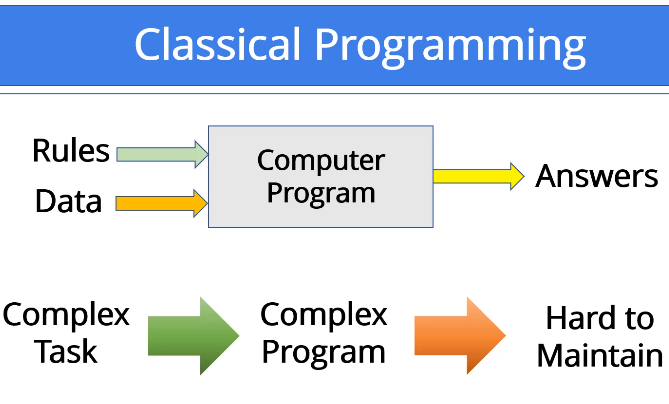 Classical Programming
Rules
Data
Computer
Program
Answers
Complex
Task
Complex
Program
Hard to
Maintain